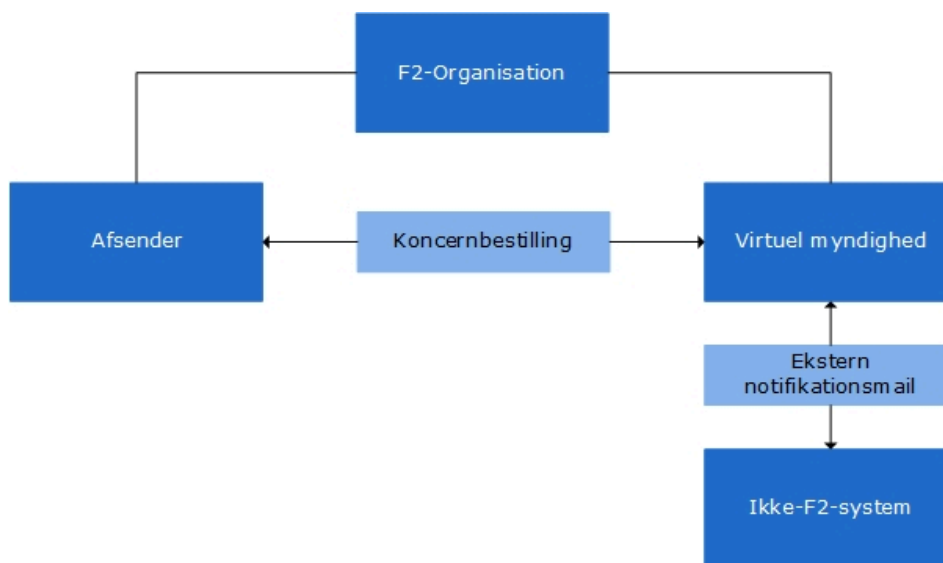 F2-Organisation
Afsender
Koncernbestilling
Virtuel myndighed
Ekstern
notifikationsmail
Ikke-F2-system